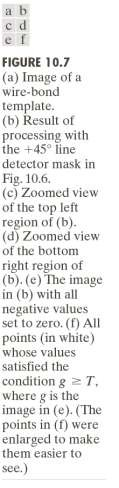 a b
c d
e f
FIGURE 10.7
(a) Image of a
wire-bond
template.
(b) Result of
processing with
the +45° line
detector mask in
Fig. 10.6.
(c) Zoomed view
of the top left
region of (b).
(d) Zoomed view
of the bottom
right region of
(b). (e) The image
in (b) with all
negative values
set to zero. (f) All
points (in white)
whose values
satisfied the
condition g ≥ T,
where g is the
image in (e). (The
points in (f) were
enlarged to make
them easier to
see.)